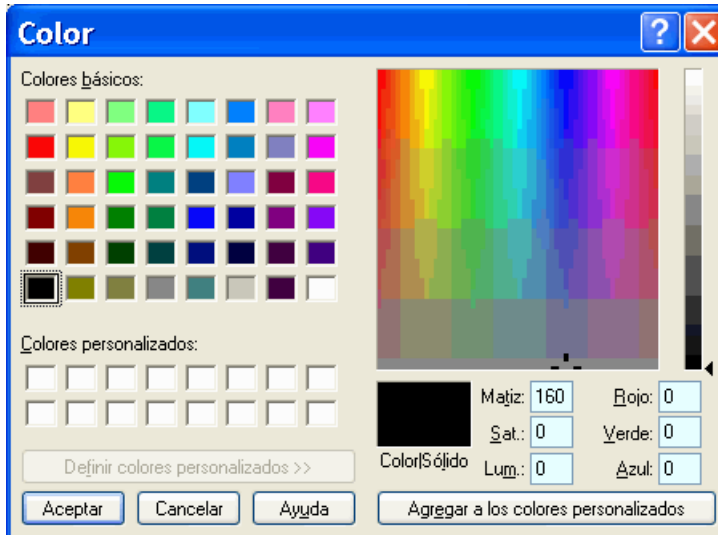 Color
Colores básicos:
Colores personalizados:
Definir colores personalizados >>
Aceptar Cancelar Ayuda
Color|Sólido
Matiz: 160 Rojo: 0
Sat.: 0 Verde: 0
Lum.: 0 Azul: 0
Agregar a los colores personalizados